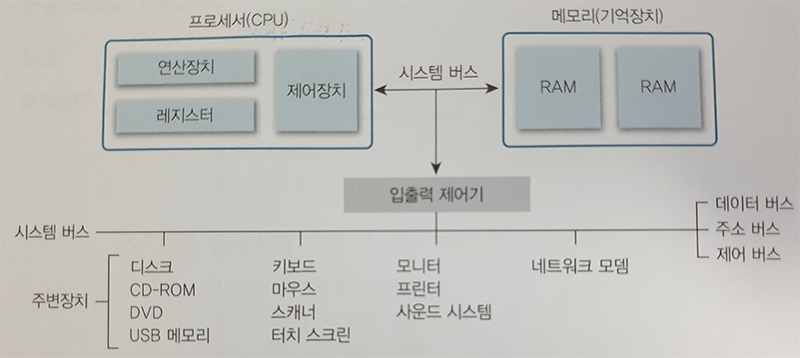 프로세서(CPU)
메모리(기억장치)
연산장치
레지스터
제어장치
시스템 버스
RAM
RAM
입출력 제어기
시스템 버스
데이터 버스
주소 버스
제어 버스
주변장치
디스크
CD-ROM
DVD
USB 메모리
키보드
마우스
스캐너
터치 스크린
모니터
프린터
사운드 시스템
네트워크 모뎀